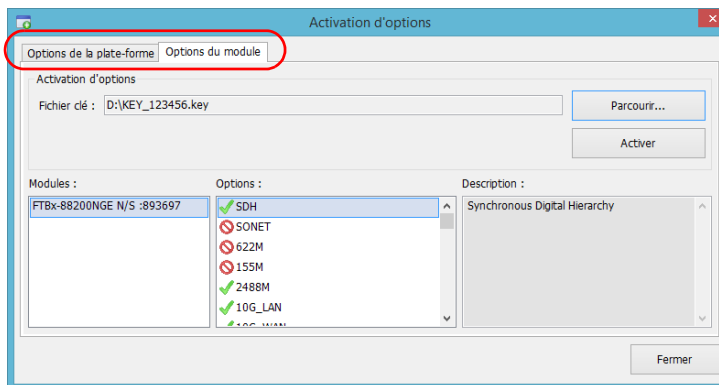 Activation d'options
Options de la plate-forme Options du module
Activation d'options
Fichier clé : D:\KEY_123456.key
Parcourir...
Activer
Modules :
FTBx-88200NGE N/S :893697
Options :
SDH
SONET
622M
155M
2488M
10G_LAN
10G_WAN
Description :
Synchronous Digital Hierarchy
Fermer